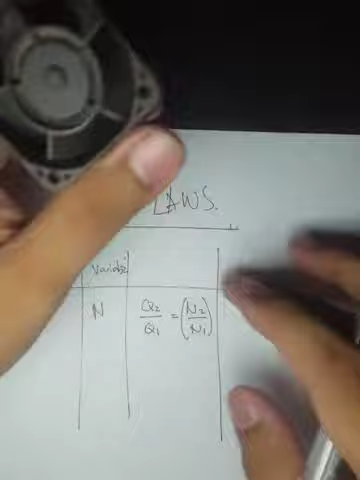 LAWS.
Variable
N Q2/Q1 = (N2/N1)